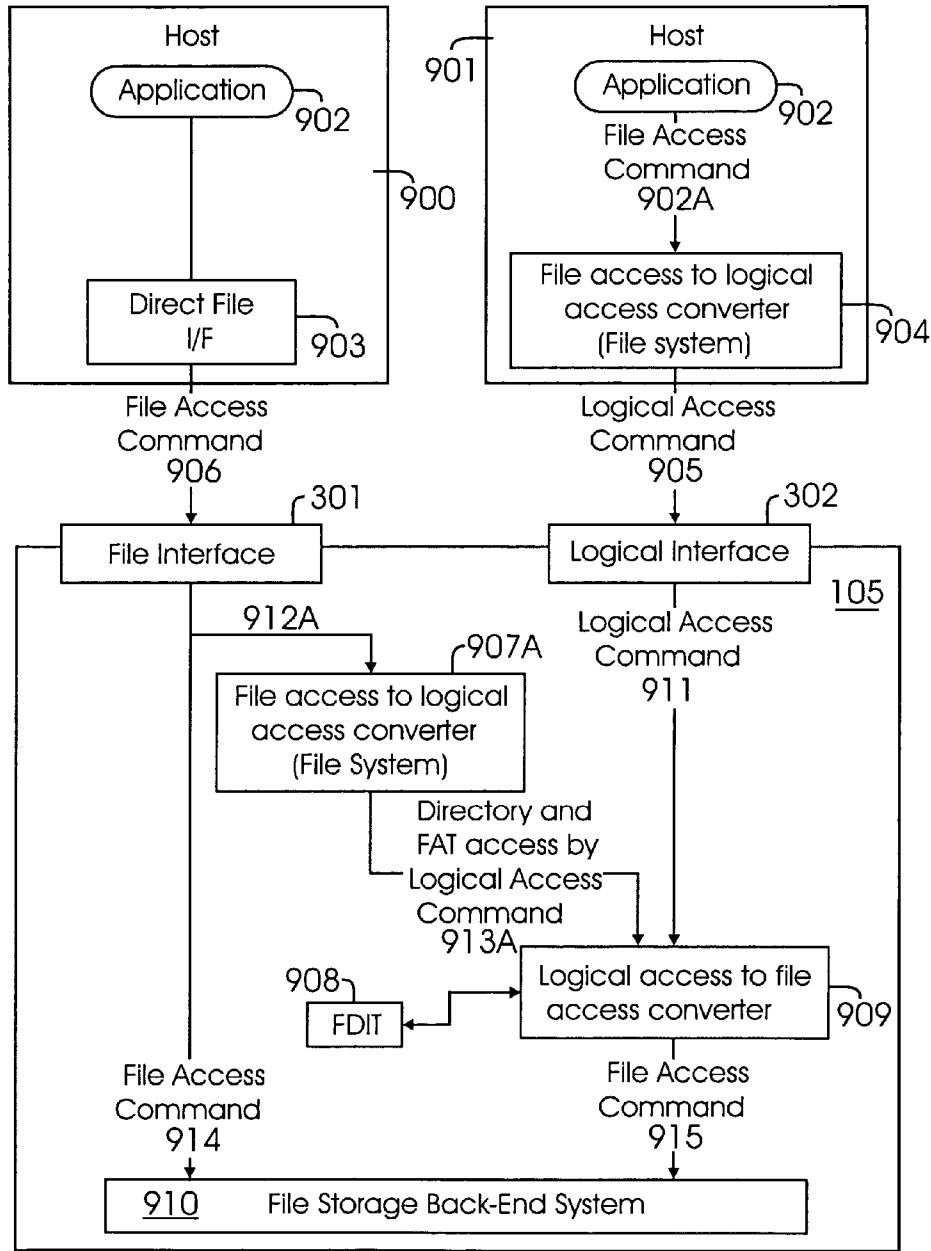 Host
Application
902
900
Direct File
I/F
903
File Access
Command
906
901
Host
Application
902
File Access
Command
902A
File access to logical
access converter
(File system)
904
Logical Access
Command
905
301
File Interface
302
Logical Interface
105
912A
907A
File access to logical
access converter
(File System)
Logical Access
Command
911
Directory and
FAT access by
Logical Access
Command
913A
908
FDIT
Logical access to file
access converter
909
File Access
Command
914
File Access
Command
915
910
File Storage Back-End System